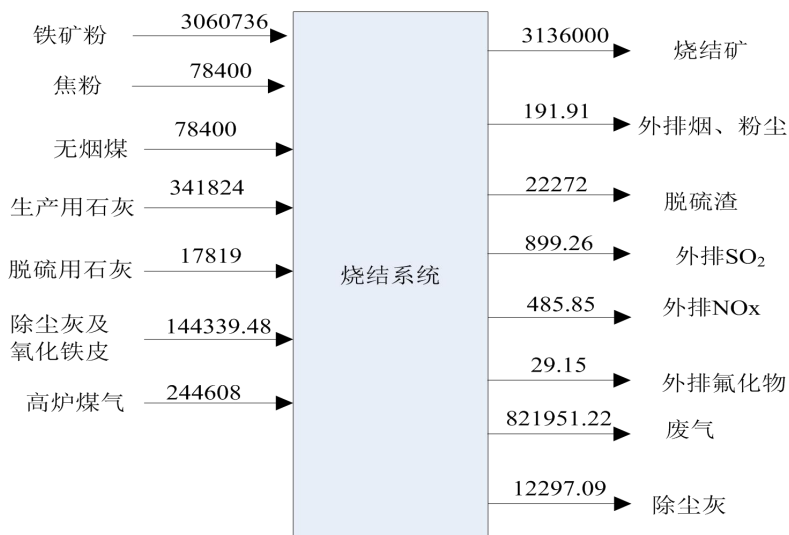 铁矿粉
3060736
焦粉
78400
无烟煤
78400
生产用石灰
341824
脱硫用石灰
17819
除尘灰及
氧化铁皮
144339.48
高炉煤气
244608
烧结系统
3136000
烧结矿
191.91
外排烟、粉尘
22272
脱硫渣
899.26
外排SO₂
485.85
外排NOx
29.15
外排氟化物
821951.22
废气
12297.09
除尘灰